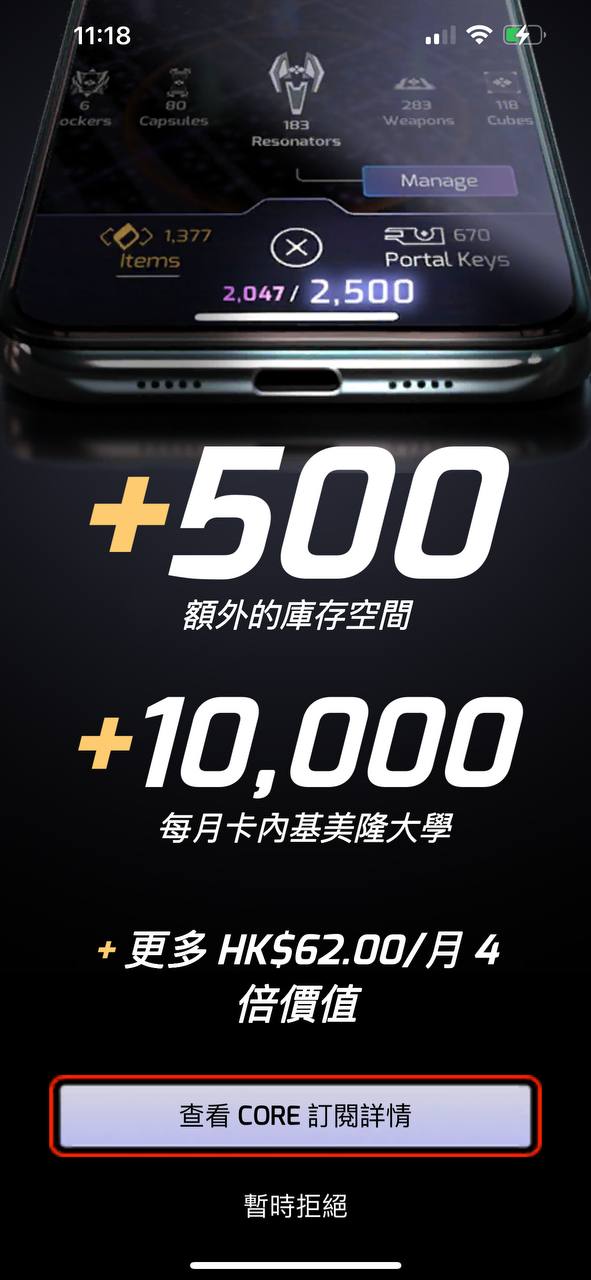 11:18
6
80
183
283
118
ockers
Capsules
Resonators
Weapons
Cubes
Manage
1,377
Items
670
Portal Keys
2,047/ 2,500
+500
額外的庫存空間
+10,000
每月卡內基美隆大學
+ 更多 HK$62.00/月 4
倍價值
查看 CORE 訂閱詳情
暫時拒絕